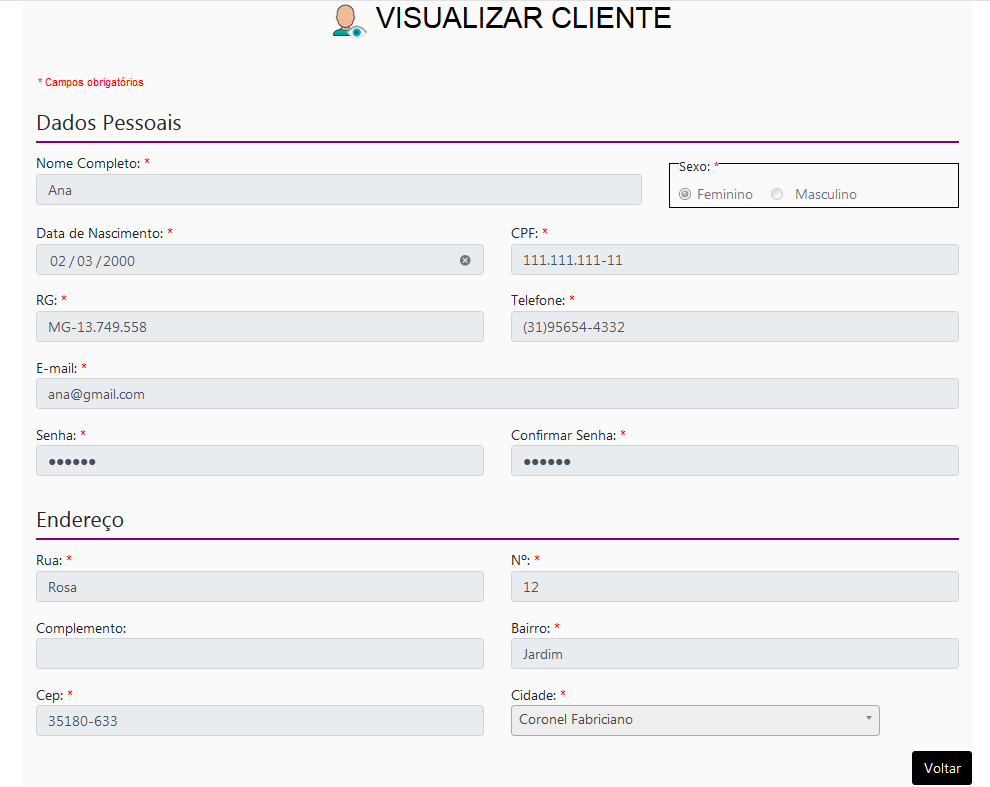 VISUALIZAR CLIENTE
* Campos obrigatórios
Dados Pessoais
Nome Completo: *
Ana
Sexo: *
Feminino Masculino
Data de Nascimento: *
02 / 03 / 2000
CPF: *
111.111.111-11
RG: *
MG-13.749.558
Telefone: *
(31)95654-4332
E-mail: *
ana@gmail.com
Senha: *
●●●●●●
Confirmar Senha: *
●●●●●●
Endereço
Rua: *
Rosa
Nº: *
12
Complemento:
Bairro: *
Jardim
Cep: *
35180-633
Cidade: *
Coronel Fabriciano
Voltar